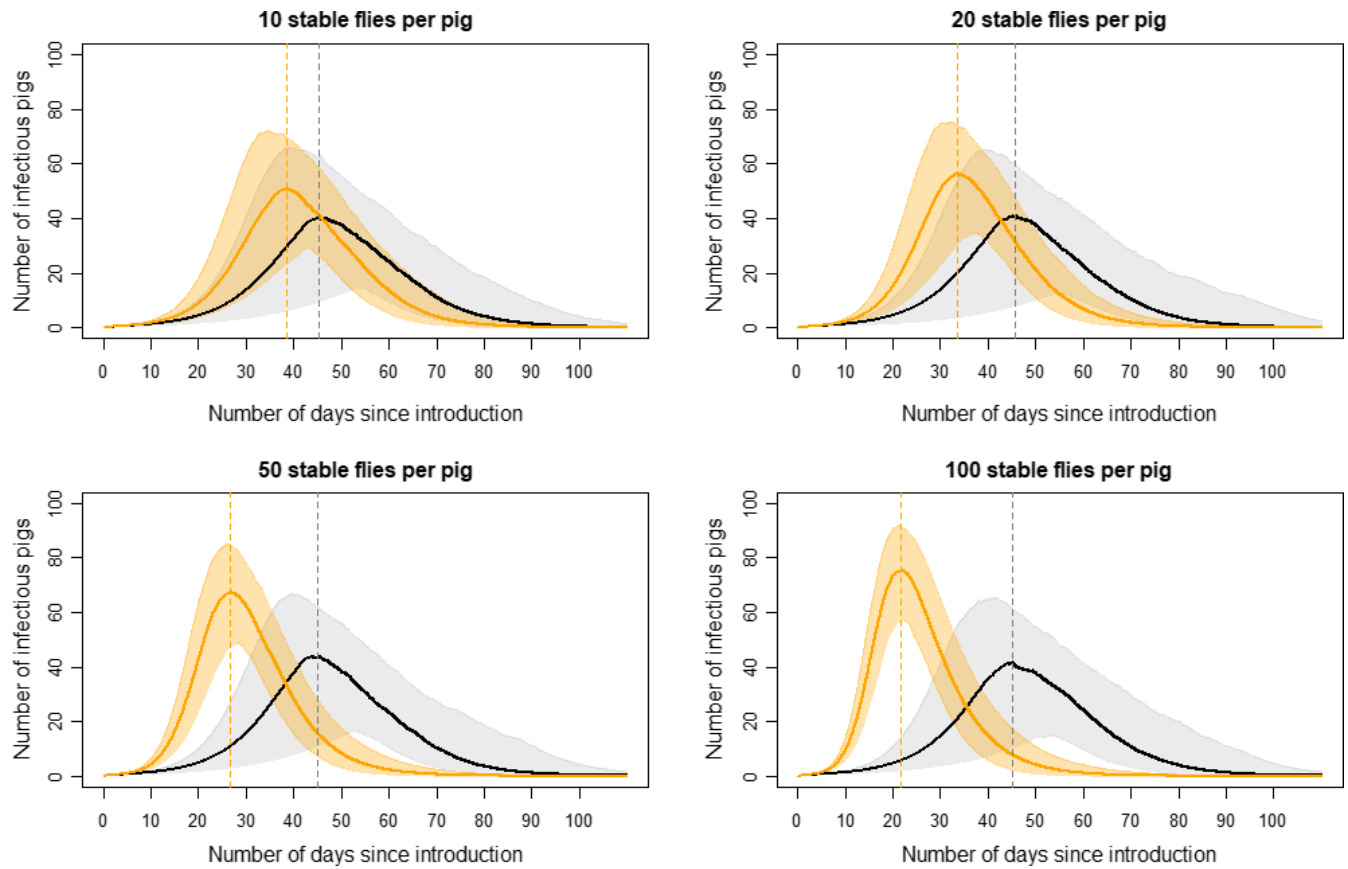 10 stable flies per pig
Number of infectious pigs
100
80
60
40
20
0
0 10 20 30 40 50 60 70 80 90 100
Number of days since introduction
20 stable flies per pig
Number of infectious pigs
100
80
60
40
20
0
0 10 20 30 40 50 60 70 80 90 100
Number of days since introduction
50 stable flies per pig
Number of infectious pigs
100
80
60
40
20
0
0 10 20 30 40 50 60 70 80 90 100
Number of days since introduction
100 stable flies per pig
Number of infectious pigs
100
80
60
40
20
0
0 10 20 30 40 50 60 70 80 90 100
Number of days since introduction